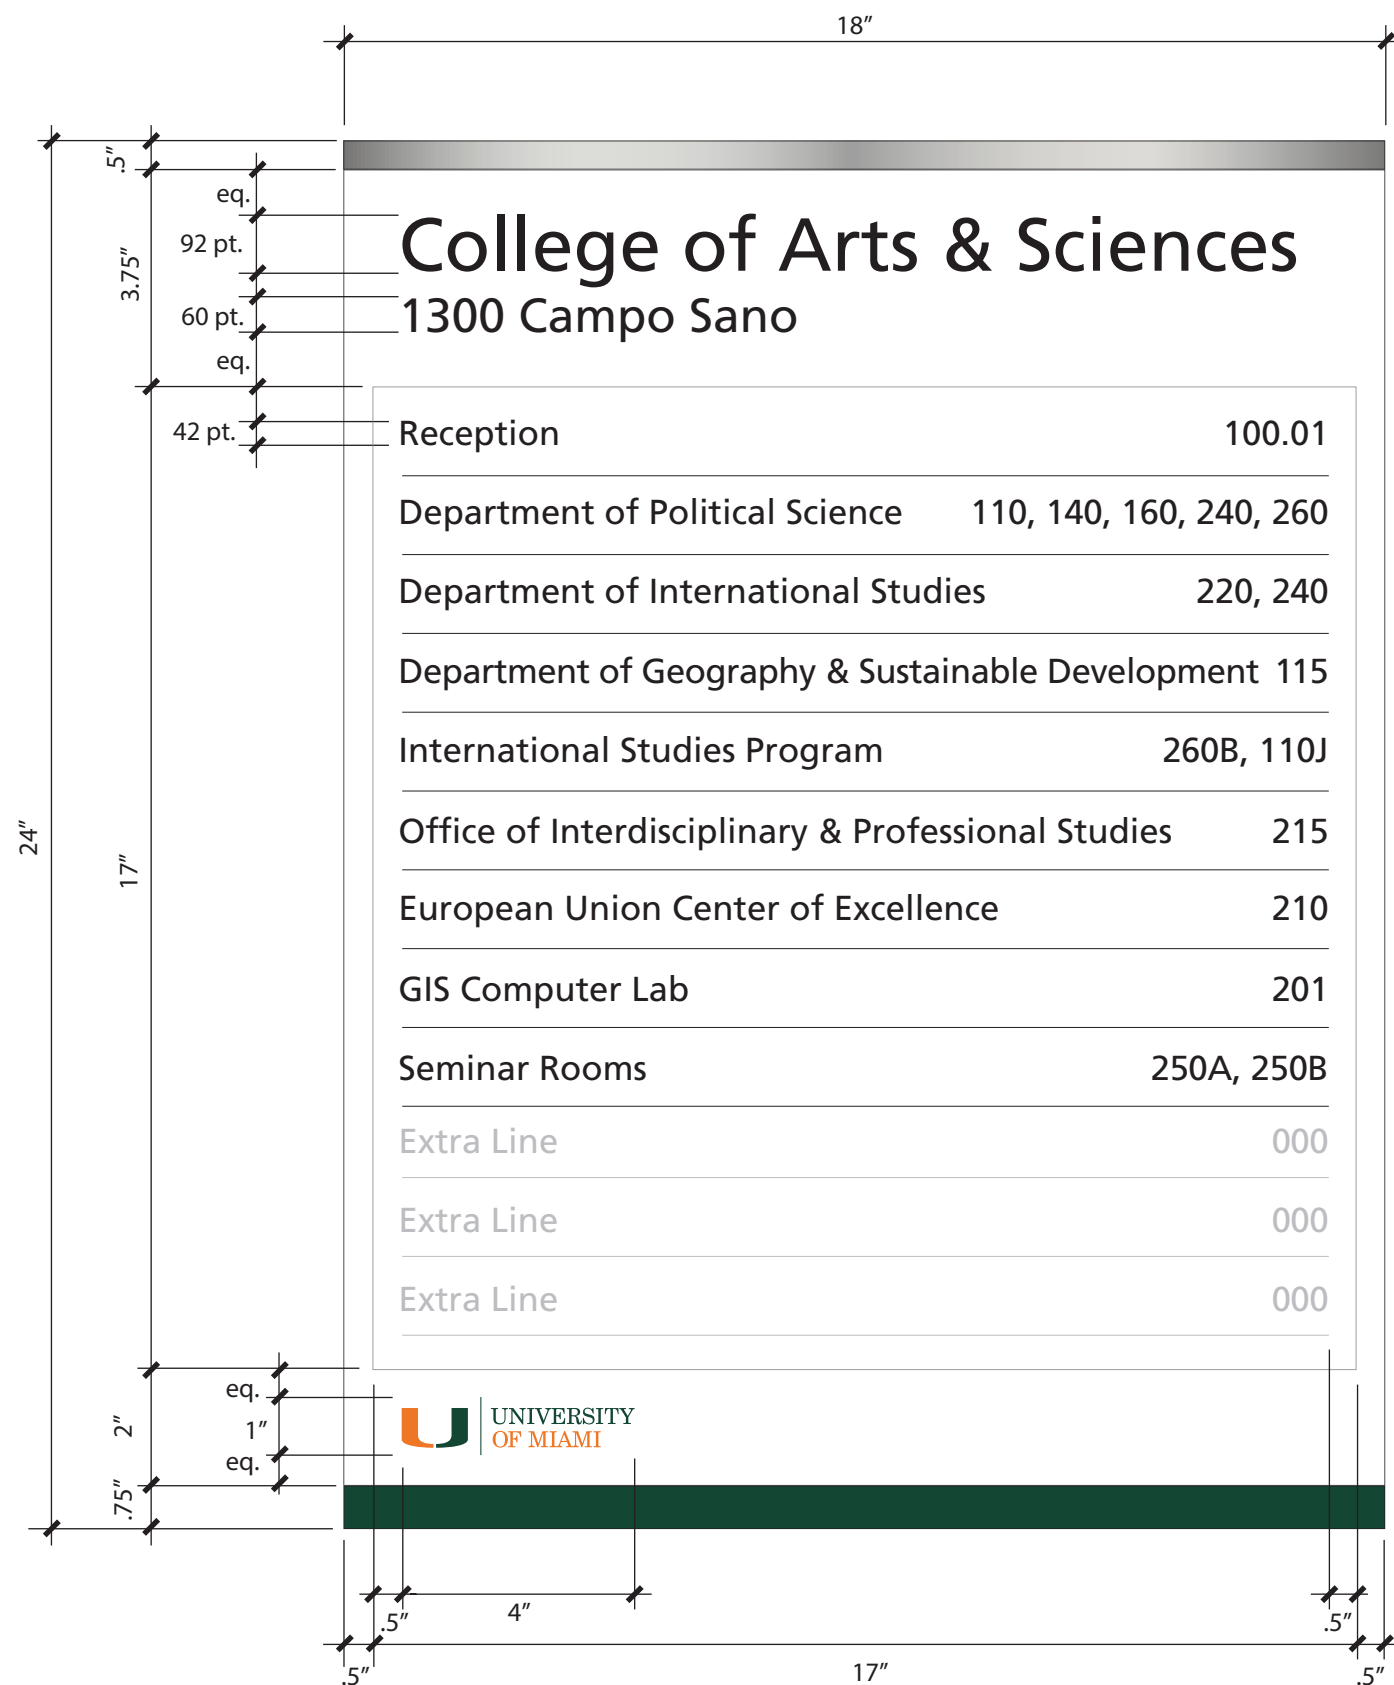 18″
.5″
eq.
92 pt.
College of Arts & Sciences
3.75″
60 pt.
1300 Campo Sano
eq.
42 pt.
Reception 100.01
Department of Political Science 110, 140, 160, 240, 260
Department of International Studies 220, 240
Department of Geography & Sustainable Development 115
International Studies Program 260B, 110J
24″
17″
Office of Interdisciplinary & Professional Studies 215
European Union Center of Excellence 210
GIS Computer Lab 201
Seminar Rooms 250A, 250B
Extra Line 000
Extra Line 000
Extra Line 000
eq.
2″
1″
UNIVERSITY
OF MIAMI
eq.
.75″
.5″
4″
.5″
.5″
17″
.5″